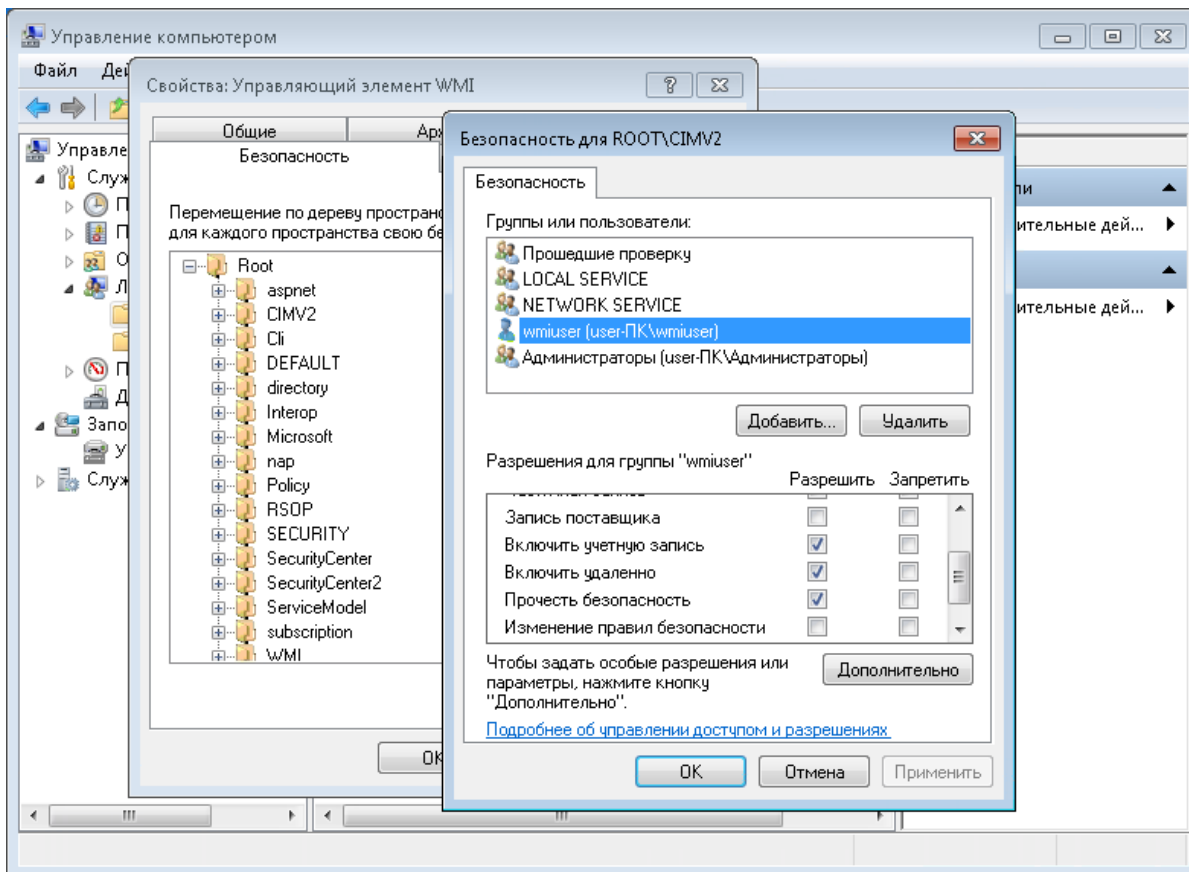 Управление компьютером
Файл
Свойства: Управляющий элемент WMI
Общие
Безопасность
Перемещение по дереву
для каждого пространства свою
Root
aspnet
CIMV2
Cli
DEFAULT
directory
Interop
Microsoft
nap
Policy
RSOP
SECURITY
SecurityCenter
SecurityCenter2
ServiceModel
subscription
WMI
OK
Безопасность для ROOT\CIMV2
Безопасность
Группы или пользователи:
Прошедшие проверку
LOCAL SERVICE
NETWORK SERVICE
wmiuser (user-ПК\wmiuser)
Администраторы (user-ПК\Администраторы)
Добавить... Удалить
Разрешения для группы "wmiuser"
Разрешить Запретить
Запись поставщика
Включить учетную запись
Включить удаленно
Прочесть безопасность
Изменение правил безопасности
Чтобы задать особые разрешения или
параметры, нажмите кнопку
"Дополнительно".
Дополнительно
Подробнее об управлении доступом и разрешениях
OK Отмена Применить